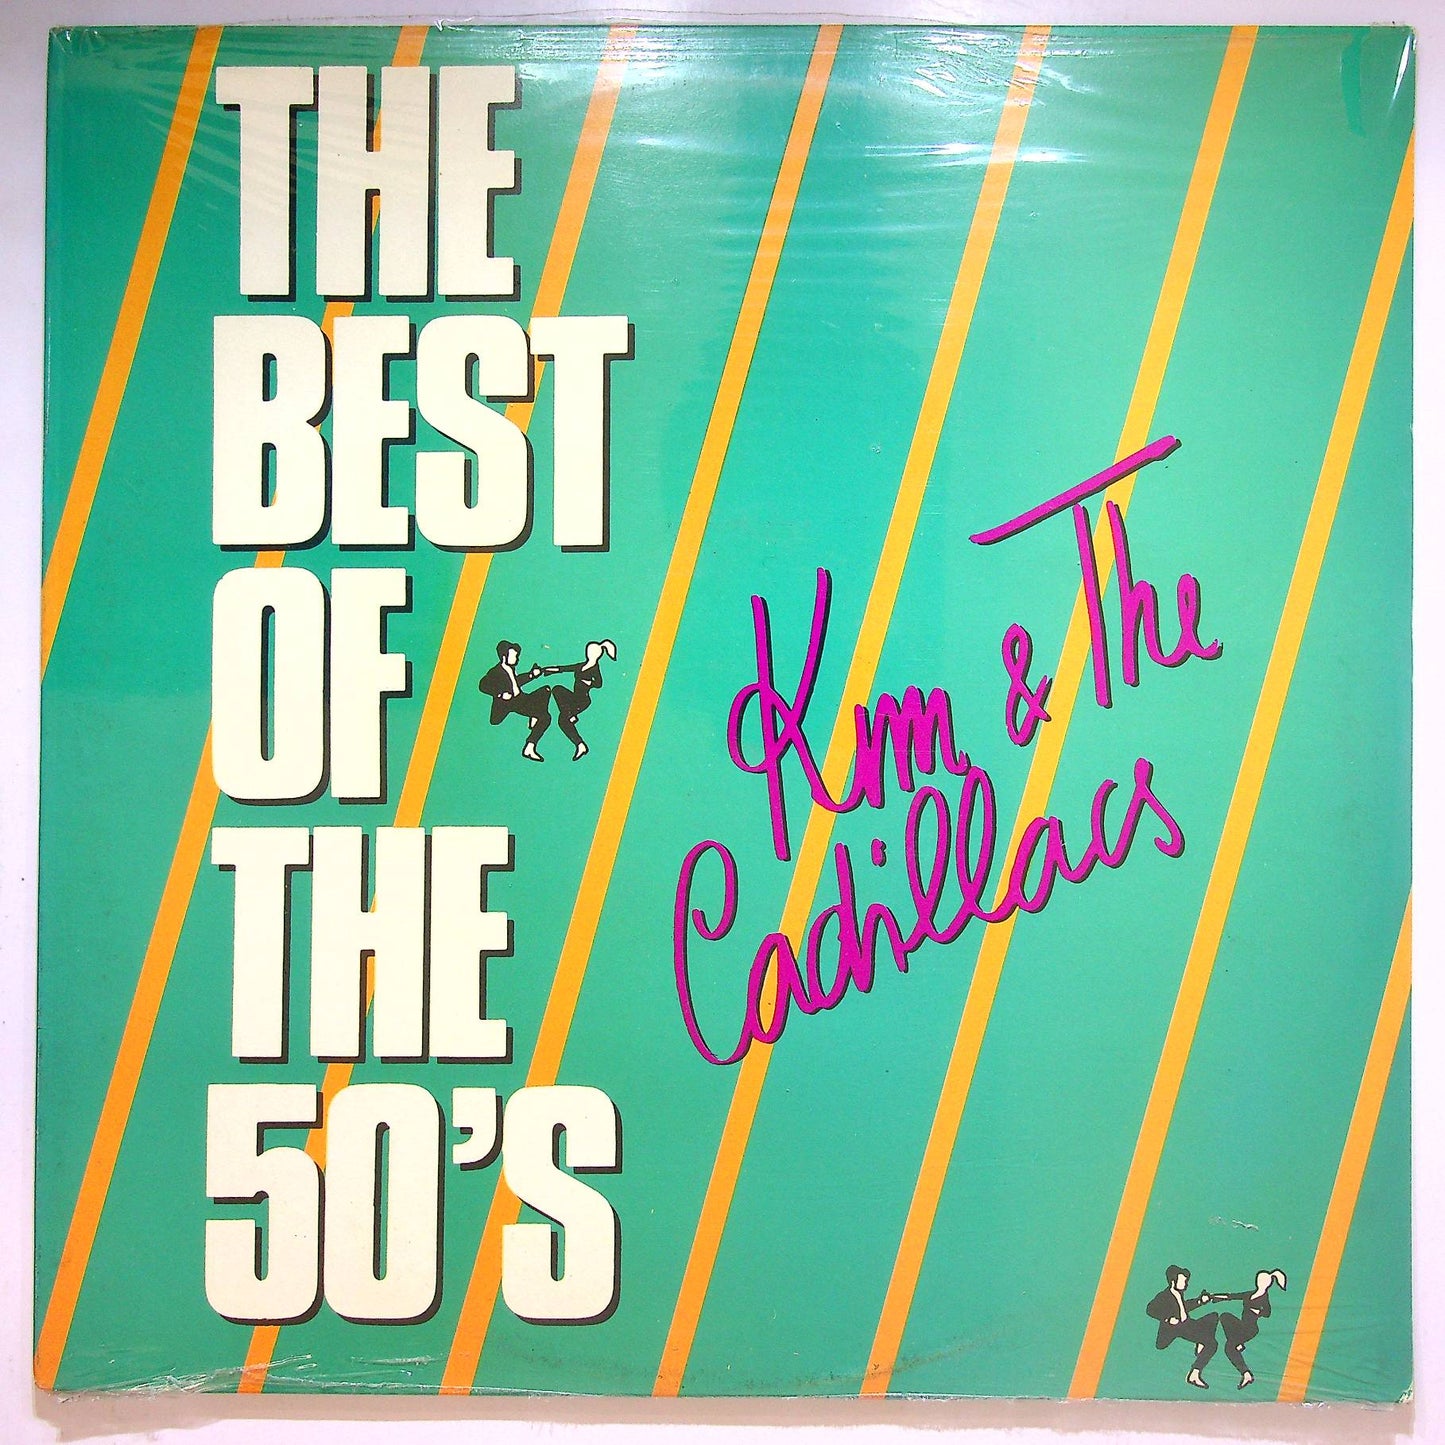 THE
BEST
OF
THE
50'S
Kim & The
Cadillacs